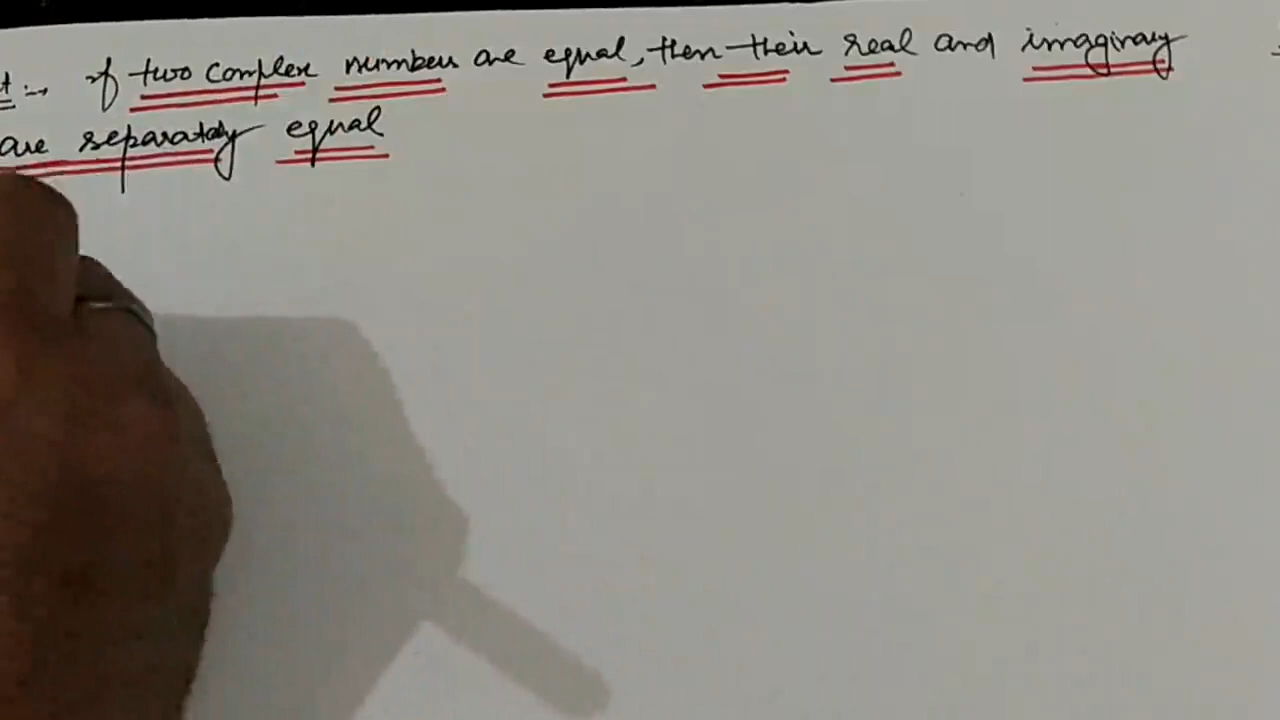 t :→ if two complex numbers are equal, then their real and imaginary
are separately equal